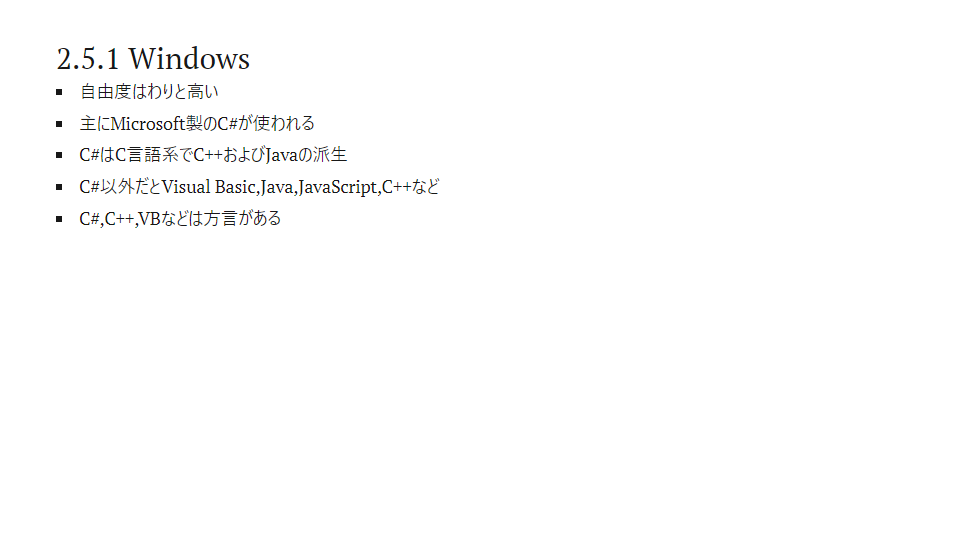 2.5.1 Windows
▪ 自由度はわりと高い
▪ 主にMicrosoft製のC#が使われる
▪ C#はC言語系でC++およびJavaの派生
▪ C#以外だとVisual Basic,Java,JavaScript,C++など
▪ C#,C++,VBなどは方言がある